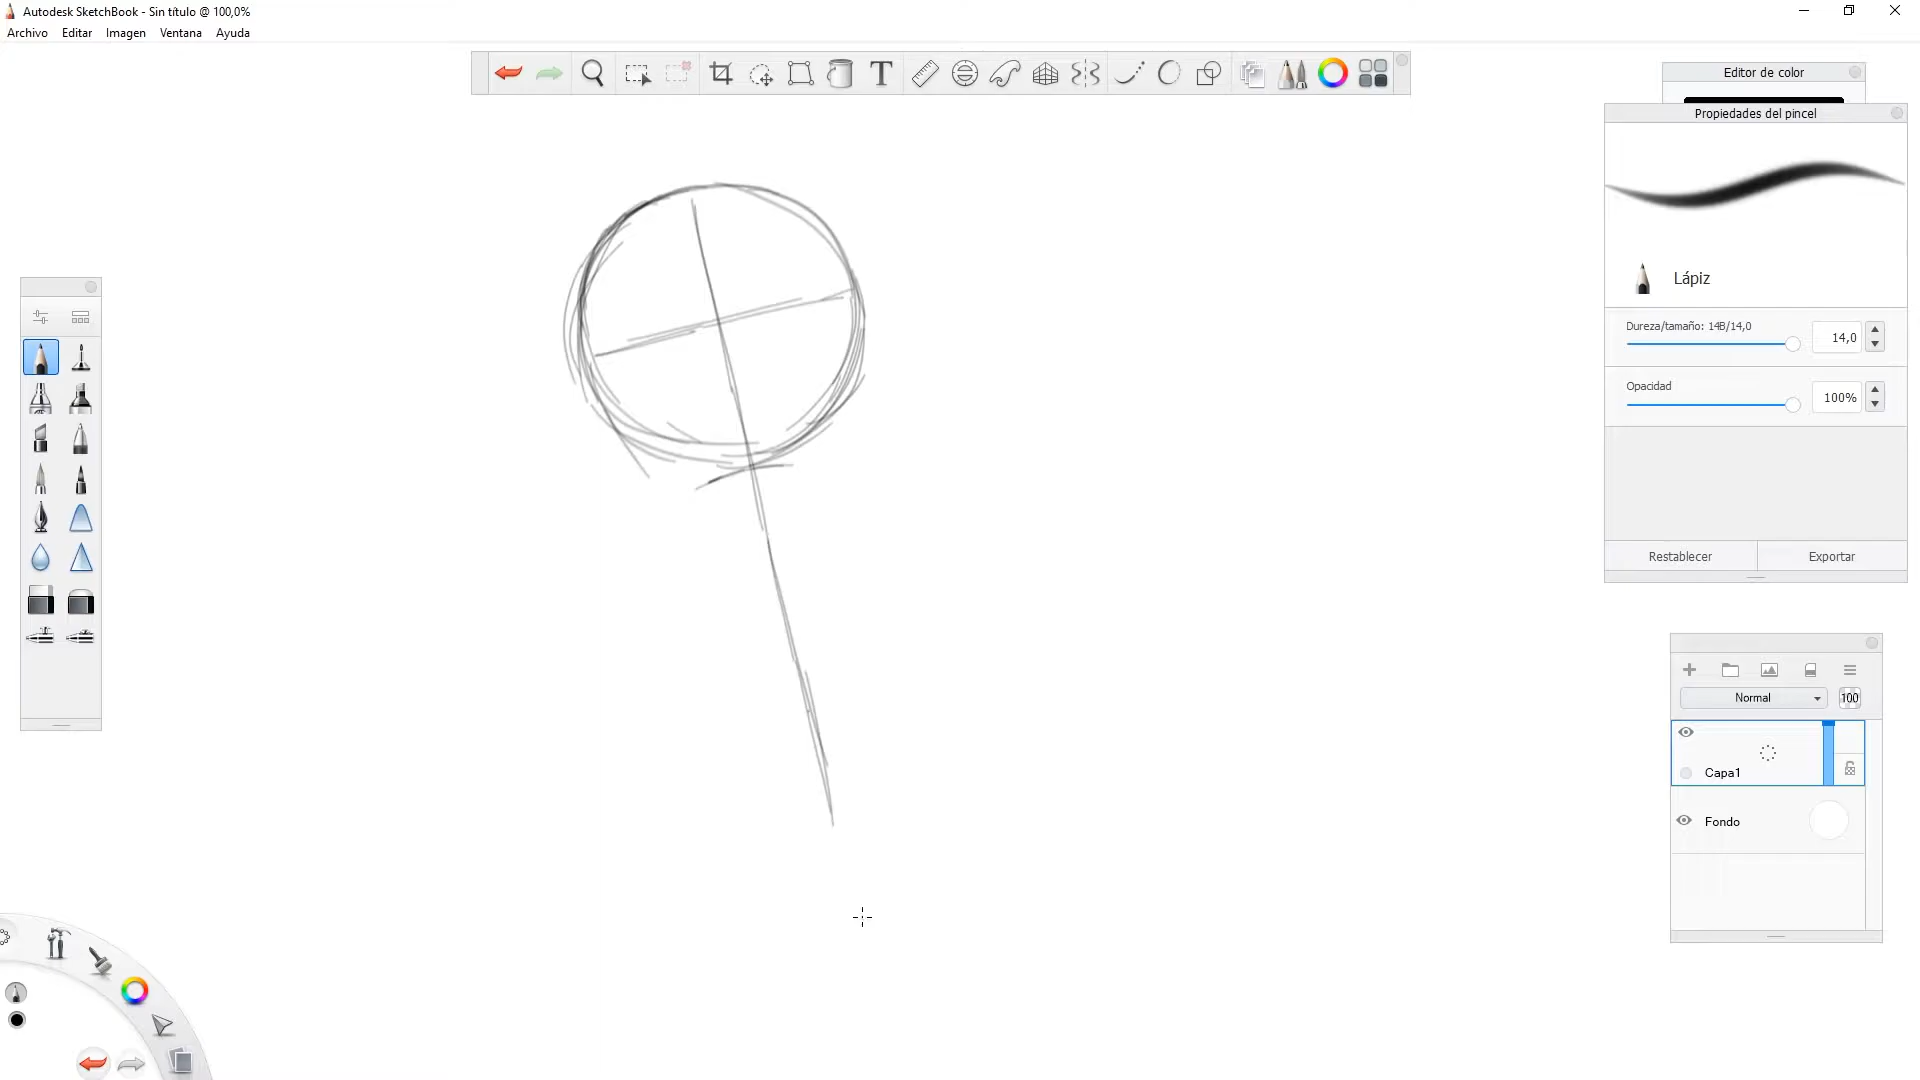 Autodesk SketchBook - Sin título @ 100,0%
Archivo Editar Imagen Ventana Ayuda
T
Editor de color
Propiedades del pincel
Lápiz
Dureza/tamaño: 14B/14,0
14,0
Opacidad
100%
Restablecer Exportar
Normal 100
Capa1
Fondo